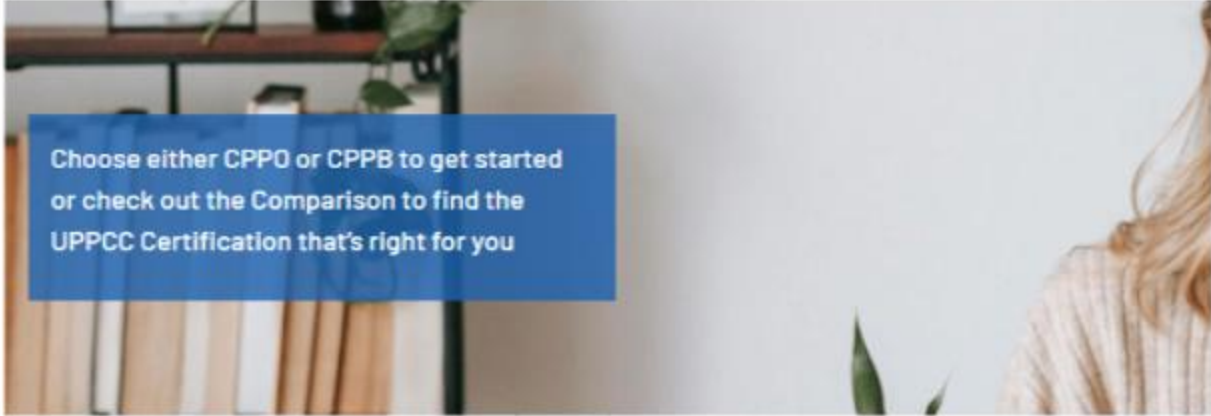 Choose either CPPO or CPPB to get started
or check out the Comparison to find the
UPPCC Certification that's right for you